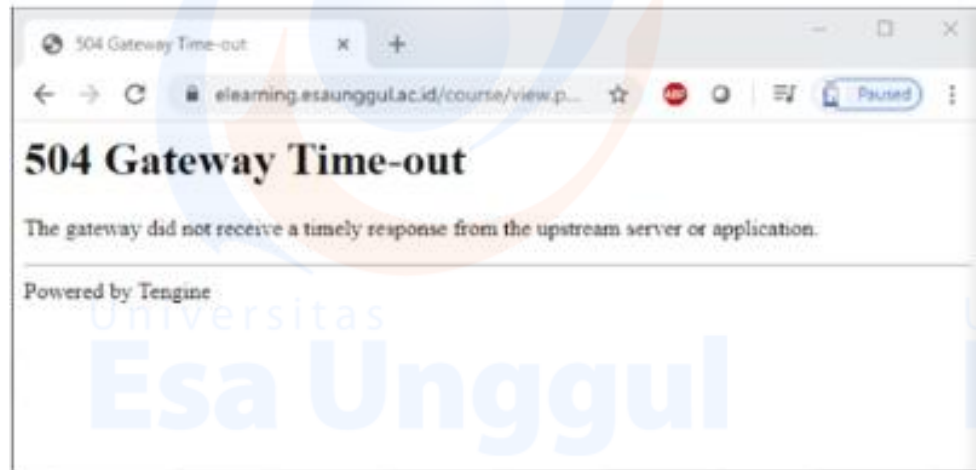 504 Gateway Time-out
elearning.esaunggul.ac.id/course/view.p...
ABP
Paused
504 Gateway Time-out
The gateway did not receive a timely response from the upstream server or application.
Powered by Tengine
Universitas
Esa Unggul